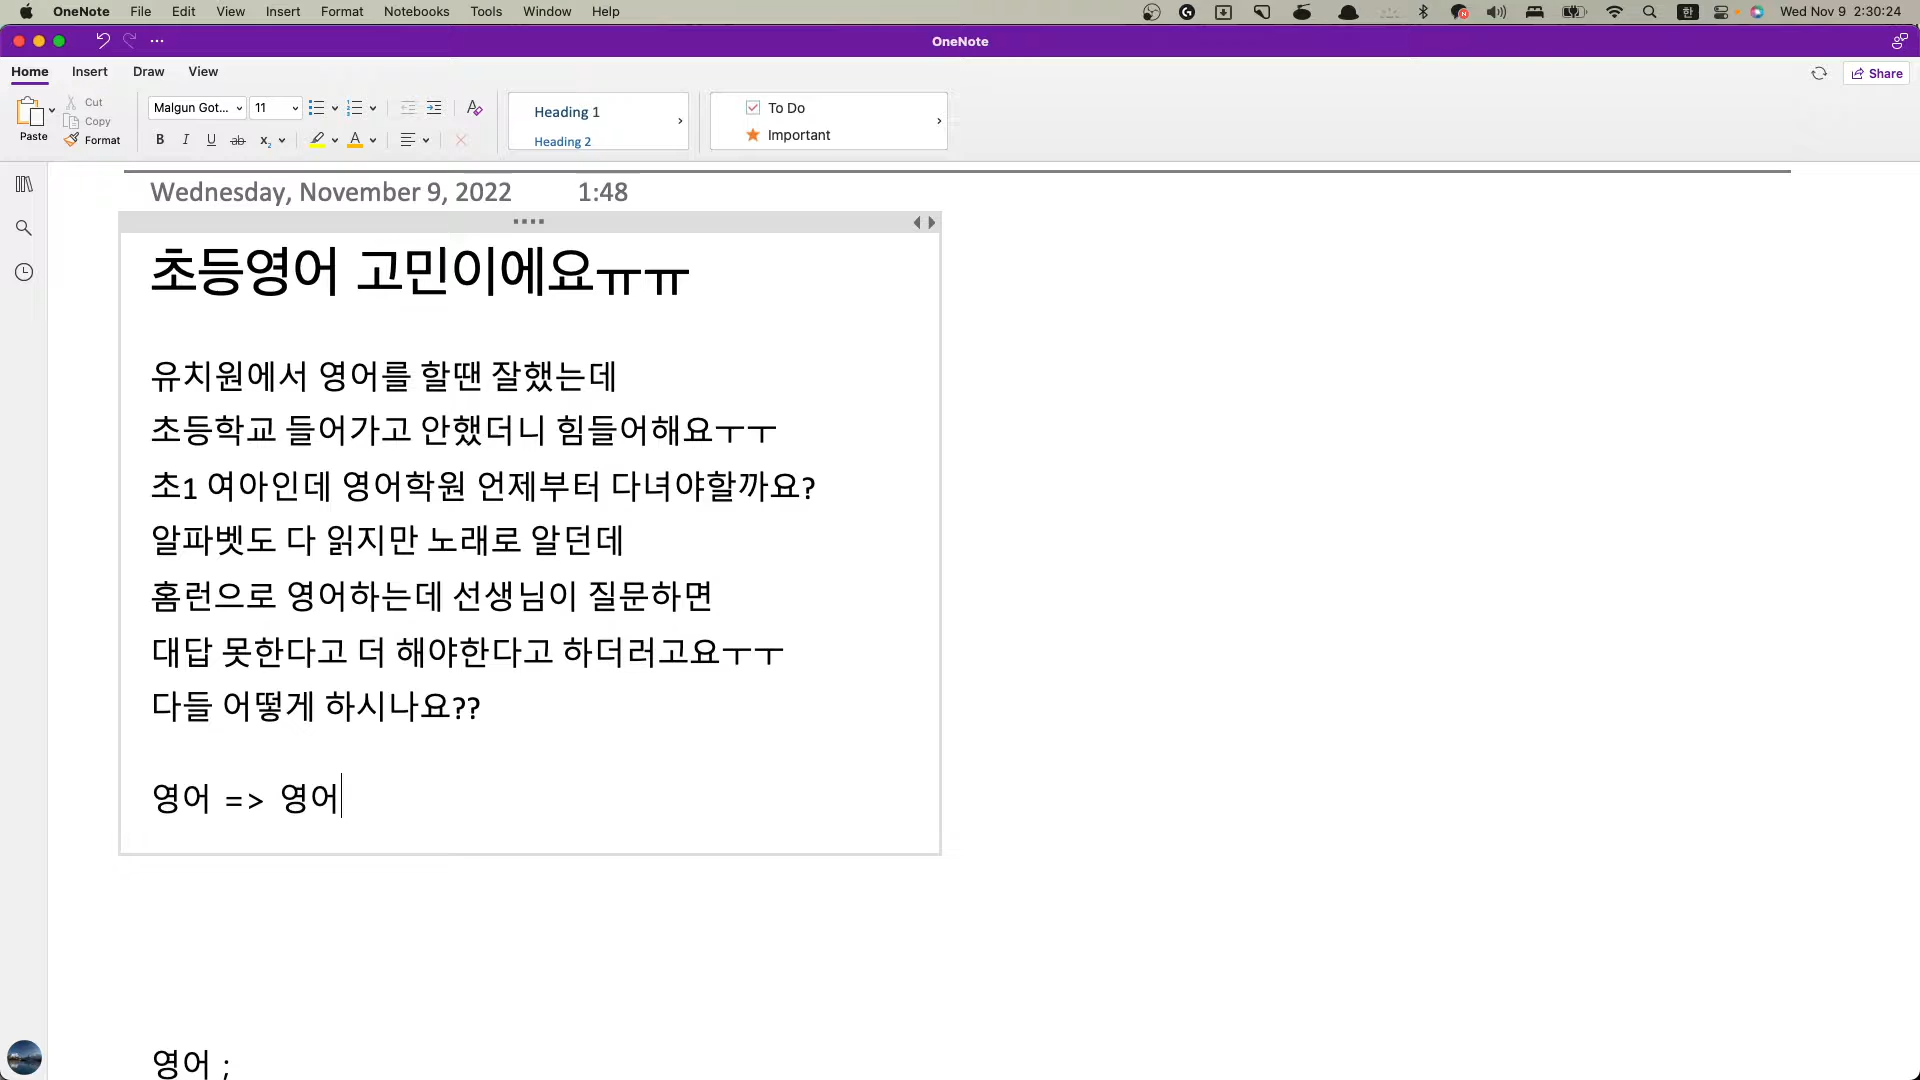 OneNote File Edit View Insert Format Notebooks Tools Window Help 한 Wed Nov 9 2:30:24
OneNote
Home Insert Draw View Share
Paste Cut Copy Format
Malgun Got... 11
B I U ab x₂ A
Heading 1
Heading 2
To Do
Important
Wednesday, November 9, 2022 1:48
초등영어 고민이에요ㅠㅠ
유치원에서 영어를 할땐 잘했는데
초등학교 들어가고 안했더니 힘들어해요ㅜㅜ
초1 여아인데 영어학원 언제부터 다녀야할까요?
알파벳도 다 읽지만 노래로 알던데
홈런으로 영어하는데 선생님이 질문하면
대답 못한다고 더 해야한다고 하더러고요ㅜㅜ
다들 어떻게 하시나요??
영어 => 영어
영어 ;